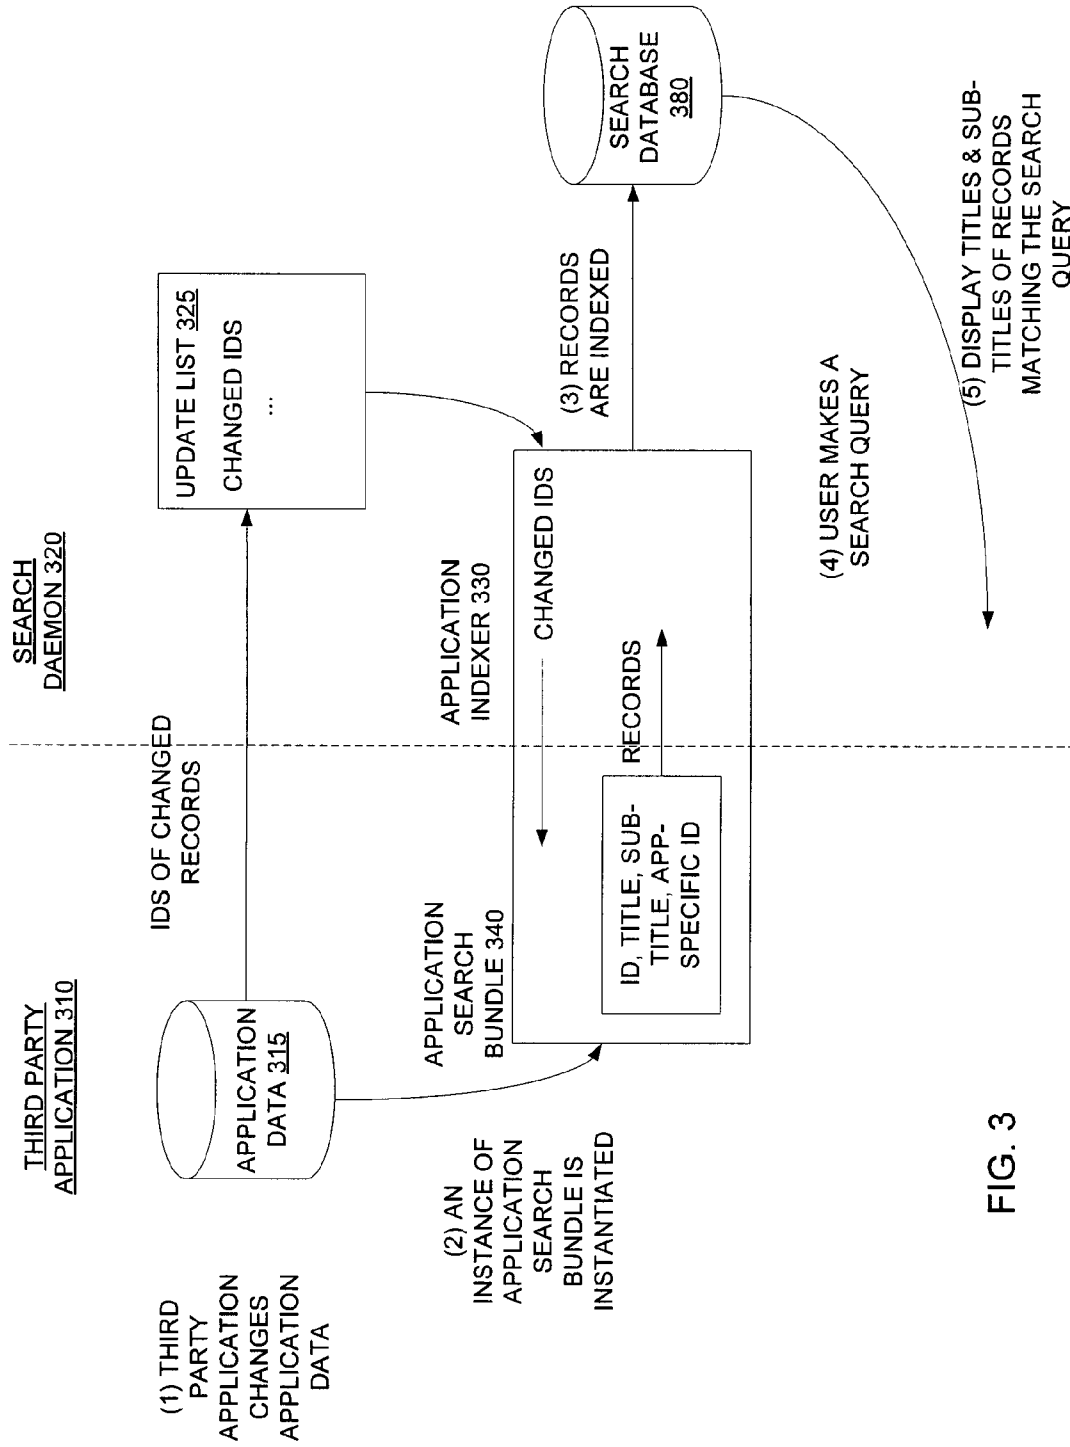 THIRD PARTY
APPLICATION 310
SEARCH
DAEMON 320
(1) THIRD
PARTY
APPLICATION
CHANGES
APPLICATION
DATA
APPLICATION
DATA 315
IDS OF CHANGED
RECORDS
UPDATE LIST 325
CHANGED IDS
...
(2) AN
INSTANCE OF
APPLICATION
SEARCH
BUNDLE IS
INSTANTIATED
APPLICATION
SEARCH
BUNDLE 340
APPLICATION
INDEXER 330
CHANGED IDS
ID, TITLE, SUB-
TITLE, APP-
SPECIFIC ID
RECORDS
(3) RECORDS
ARE INDEXED
SEARCH
DATABASE
380
(4) USER MAKES A
SEARCH QUERY
(5) DISPLAY TITLES & SUB-
TITLES OF RECORDS
MATCHING THE SEARCH
QUERY
FIG. 3